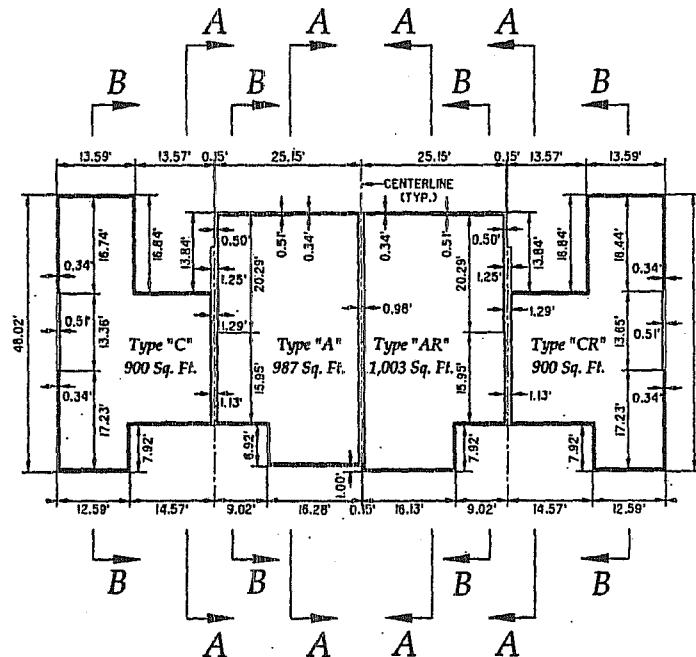 A A A A
B B B B
13.59' 13.57' 0.15' 25.15' 25.15' 0.15' 13.57' 13.59'
CENTERLINE
(TYP.)
48.02'
16.74'
16.84'
13.84'
0.50'
20.29'
0.51'
0.34'
0.34'
0.51'
20.29'
0.50'
13.84'
16.84'
16.44'
0.34'
1.25'
1.25'
0.34'
0.98'
0.51'
13.36'
1.29'
1.29'
13.65'
0.51'
Type "C"
900 Sq. Ft.
Type "A"
987 Sq. Ft.
Type "AR"
1,003 Sq. Ft.
Type "CR"
900 Sq. Ft.
15.95'
15.95'
0.34'
1.13'
1.13'
0.34'
17.23'
7.92'
6.92'
1.00'
7.92'
7.92'
17.23'
48.02'
12.59' 14.57' 9.02' 16.28' 0.15' 16.13' 9.02' 14.57' 12.59'
B B B B
A A A A